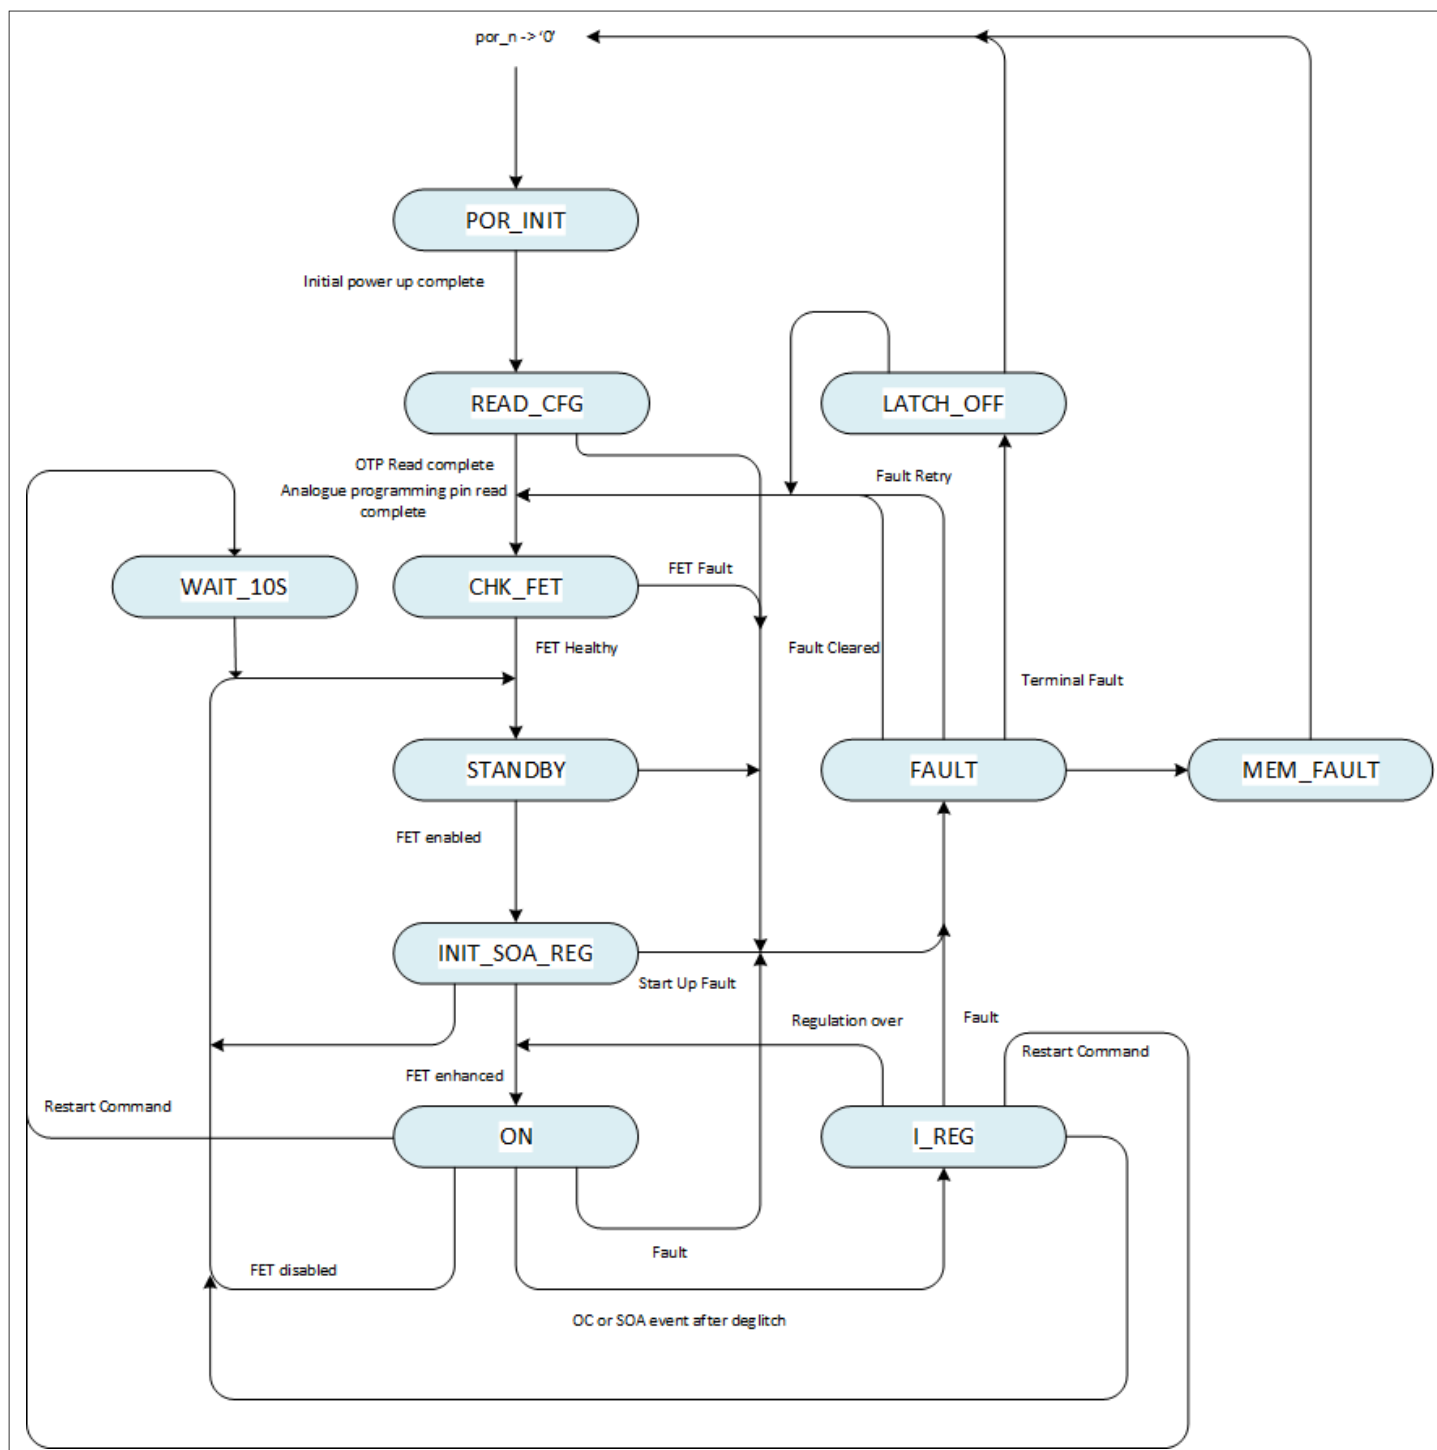 por_n -> ‘0’
POR_INIT
Initial power up complete
READ_CFG
LATCH_OFF
OTP Read complete
Analogue programming pin read
complete
Fault Retry
WAIT_10S
CHK_FET
FET Fault
FET Healthy
Fault Cleared
Terminal Fault
STANDBY
FAULT
MEM_FAULT
FET enabled
INIT_SOA_REG
Start Up Fault
Regulation over
Fault
Restart Command
FET enhanced
Restart Command
ON
I_REG
Fault
FET disabled
OC or SOA event after deglitch